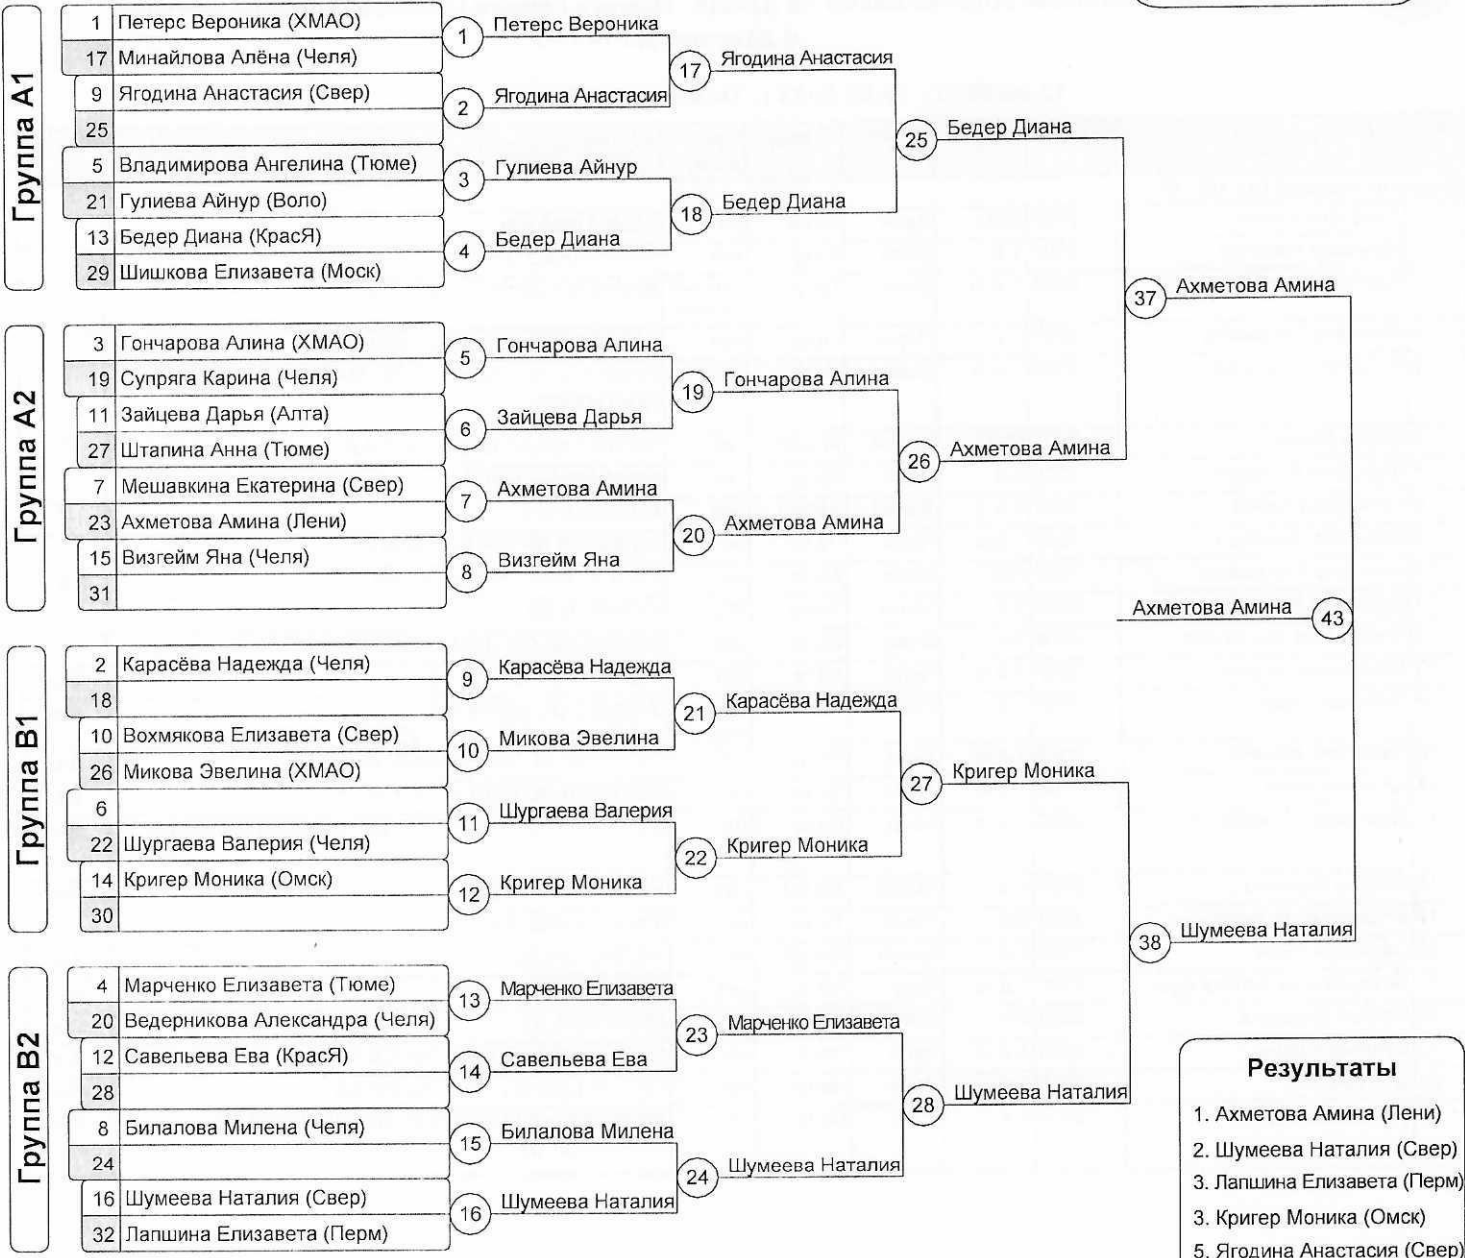 Группа A1
1 Петерс Вероника (ХМАО)
17 Минайлова Алёна (Челя)
9 Ягодина Анастасия (Свер)
25
5 Владимирова Ангелина (Тюме)
21 Гулиева Айнур (Воло)
13 Бедер Диана (КрасЯ)
29 Шишкова Елизавета (Моск)
1 Петерс Вероника
2 Ягодина Анастасия
3 Гулиева Айнур
4 Бедер Диана
17 Ягодина Анастасия
18 Бедер Диана
25 Бедер Диана
Группа A2
3 Гончарова Алина (ХМАО)
19 Супряга Карина (Челя)
11 Зайцева Дарья (Алта)
27 Штапина Анна (Тюме)
7 Мешавкина Екатерина (Свер)
23 Ахметова Амина (Лени)
15 Визгейм Яна (Челя)
31
5 Гончарова Алина
6 Зайцева Дарья
7 Ахметова Амина
8 Визгейм Яна
19 Гончарова Алина
20 Ахметова Амина
26 Ахметова Амина
37 Ахметова Амина
Группа B1
2 Карасёва Надежда (Челя)
18
10 Вохмякова Елизавета (Свер)
26 Микова Эвелина (ХМАО)
6
22 Шургаева Валерия (Челя)
14 Кригер Моника (Омск)
30
9 Карасёва Надежда
10 Микова Эвелина
11 Шургаева Валерия
12 Кригер Моника
21 Карасёва Надежда
22 Кригер Моника
27 Кригер Моника
Группа B2
4 Марченко Елизавета (Тюме)
20 Ведерникова Александра (Челя)
12 Савельева Ева (КрасЯ)
28
8 Билалова Милена (Челя)
24
16 Шумеева Наталия (Свер)
32 Лапшина Елизавета (Перм)
13 Марченко Елизавета
14 Савельева Ева
15 Билалова Милена
16 Шумеева Наталия
23 Марченко Елизавета
24 Шумеева Наталия
28 Шумеева Наталия
38 Шумеева Наталия
Ахметова Амина 43
Результаты
1. Ахметова Амина (Лени)
2. Шумеева Наталия (Свер)
3. Лапшина Елизавета (Перм)
3. Кригер Моника (Омск)
5. Ягодина Анастасия (Свер)